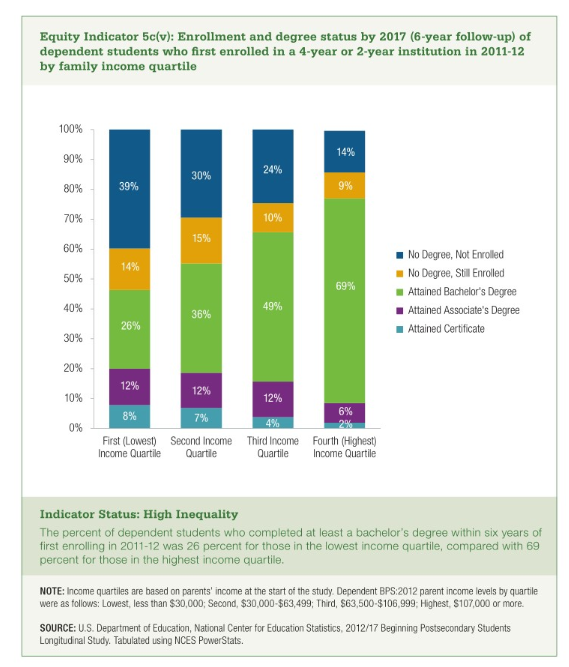 Equity Indicator 5c(v): Enrollment and degree status by 2017 (6-year follow-up) of
dependent students who first enrolled in a 4-year or 2-year institution in 2011-12
by family income quartile
100%
90%
80%
70%
60%
50%
40%
30%
20%
10%
0%
39%
14%
26%
12%
8%
30%
15%
36%
12%
7%
24%
10%
49%
12%
4%
14%
9%
69%
6%
2%
First (Lowest)
Income Quartile
Second Income
Quartile
Third Income
Quartile
Fourth (Highest)
Income Quartile
No Degree, Not Enrolled
No Degree, Still Enrolled
Attained Bachelor's Degree
Attained Associate's Degree
Attained Certificate
Indicator Status: High Inequality
The percent of dependent students who completed at least a bachelor's degree within six years of
first enrolling in 2011-12 was 26 percent for those in the lowest income quartile, compared with 69
percent for those in the highest income quartile.
NOTE: Income quartiles are based on parents' income at the start of the study. Dependent BPS:2012 parent income levels by quartile
were as follows: Lowest, less than $30,000; Second, $30,000-$63,499; Third, $63,500-$106,999; Highest, $107,000 or more.
SOURCE: U.S. Department of Education, National Center for Education Statistics, 2012/17 Beginning Postsecondary Students
Longitudinal Study. Tabulated using NCES PowerStats.